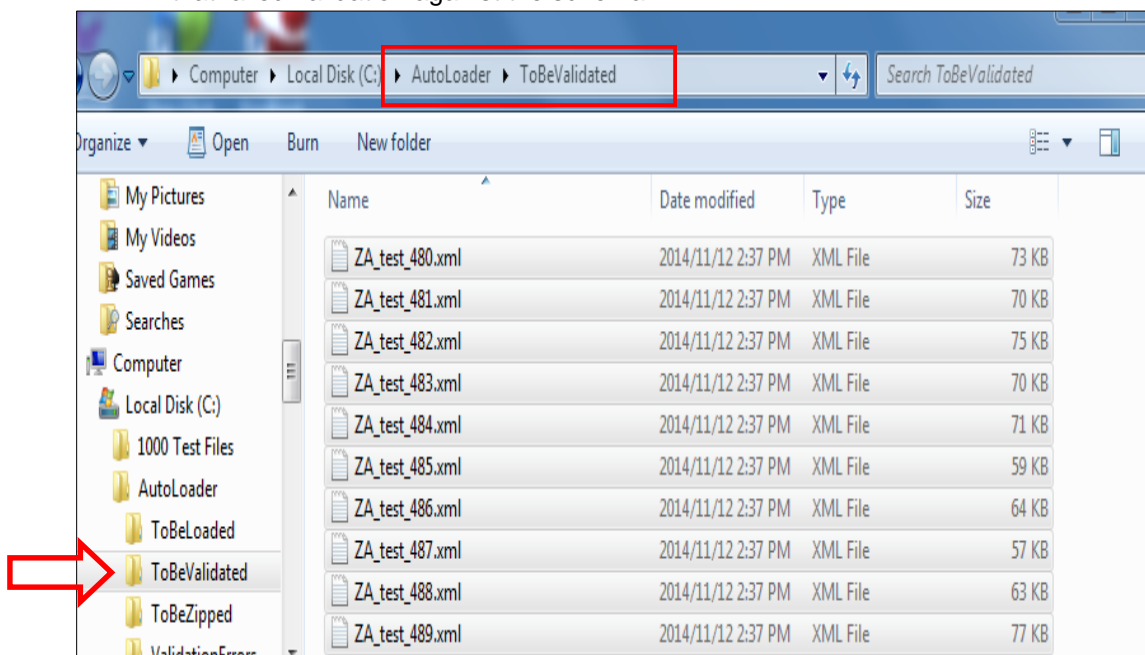 Computer ▸ Local Disk (C:) ▸ AutoLoader ▸ ToBeValidated
Search ToBeValidated
Organize Open Burn New folder
My Pictures
My Videos
Saved Games
Searches
Computer
Local Disk (C:)
1000 Test Files
AutoLoader
ToBeLoaded
ToBeValidated
ToBeZipped
ValidationErrors
Name Date modified Type Size
ZA_test_480.xml 2014/11/12 2:37 PM XML File 73 KB
ZA_test_481.xml 2014/11/12 2:37 PM XML File 70 KB
ZA_test_482.xml 2014/11/12 2:37 PM XML File 75 KB
ZA_test_483.xml 2014/11/12 2:37 PM XML File 70 KB
ZA_test_484.xml 2014/11/12 2:37 PM XML File 71 KB
ZA_test_485.xml 2014/11/12 2:37 PM XML File 59 KB
ZA_test_486.xml 2014/11/12 2:37 PM XML File 64 KB
ZA_test_487.xml 2014/11/12 2:37 PM XML File 57 KB
ZA_test_488.xml 2014/11/12 2:37 PM XML File 63 KB
ZA_test_489.xml 2014/11/12 2:37 PM XML File 77 KB